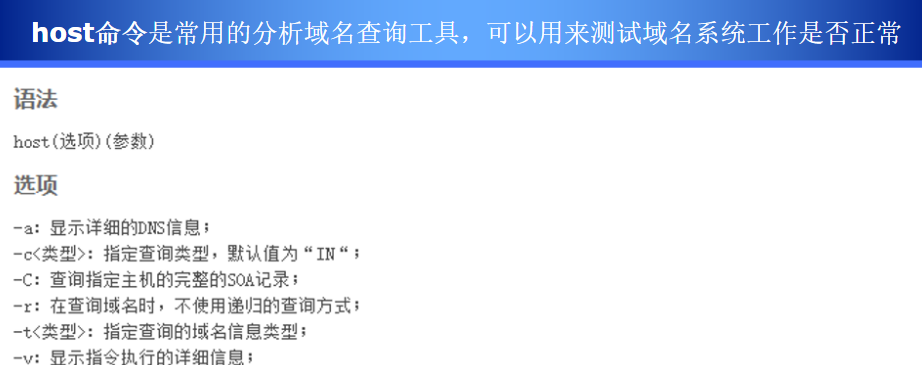 host命令是常用的分析域名查询工具，可以用来测试域名系统工作是否正常
语法
host(选项)(参数)
选项
-a：显示详细的DNS信息；
-c<类型>：指定查询类型，默认值为“IN“；
-C：查询指定主机的完整的SOA记录；
-r：在查询域名时，不使用递归的查询方式；
-t<类型>：指定查询的域名信息类型；
-v：显示指令执行的详细信息；